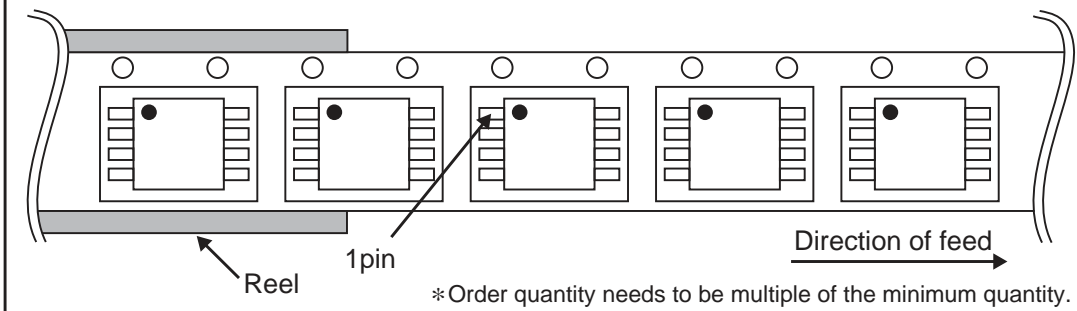 Direction of feed
1pin
Reel
*Order quantity needs to be multiple of the minimum quantity.